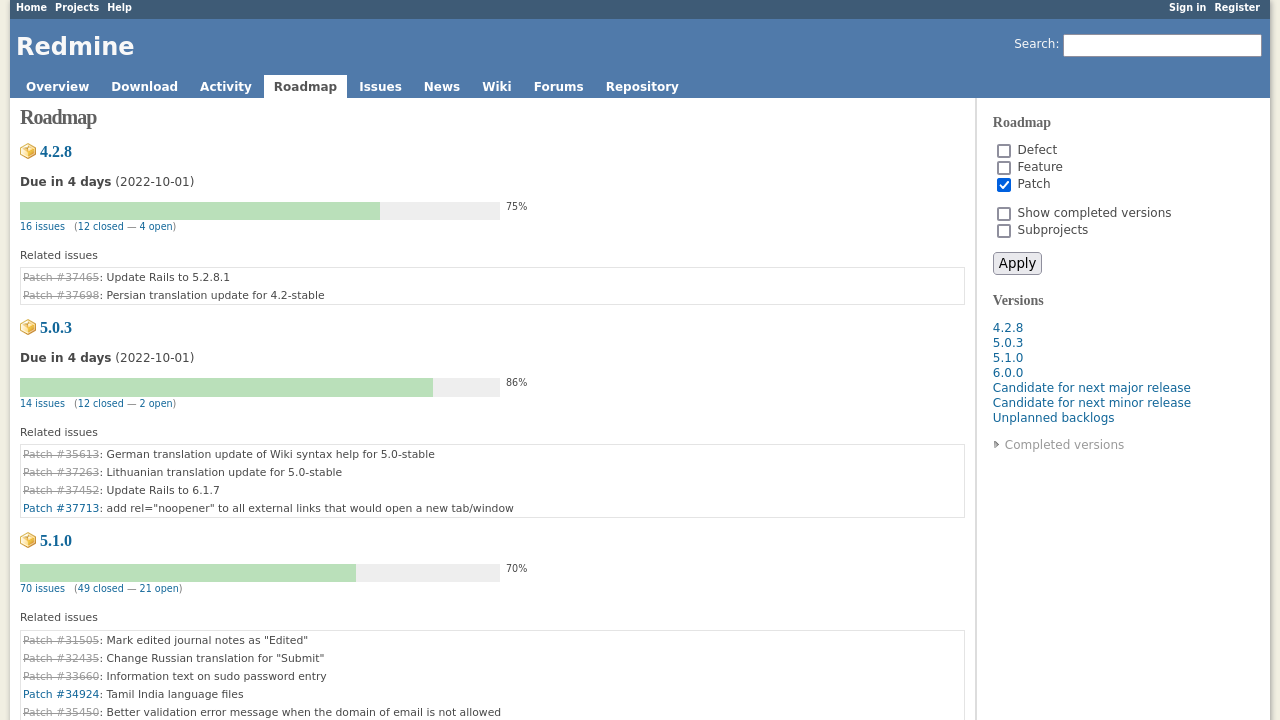 Home Projects Help Sign in Register
Redmine
Search:
Overview Download Activity Roadmap Issues News Wiki Forums Repository
Roadmap
4.2.8
Due in 4 days (2022-10-01)
75%
16 issues (12 closed — 4 open)
Related issues
Patch #37465: Update Rails to 5.2.8.1
Patch #37698: Persian translation update for 4.2-stable
5.0.3
Due in 4 days (2022-10-01)
86%
14 issues (12 closed — 2 open)
Related issues
Patch #35613: German translation update of Wiki syntax help for 5.0-stable
Patch #37263: Lithuanian translation update for 5.0-stable
Patch #37452: Update Rails to 6.1.7
Patch #37713: add rel="noopener" to all external links that would open a new tab/window
5.1.0
70%
70 issues (49 closed — 21 open)
Related issues
Patch #31505: Mark edited journal notes as "Edited"
Patch #32435: Change Russian translation for "Submit"
Patch #33660: Information text on sudo password entry
Patch #34924: Tamil India language files
Patch #35450: Better validation error message when the domain of email is not allowed
Roadmap
Defect
Feature
Patch
Show completed versions
Subprojects
Apply
Versions
4.2.8
5.0.3
5.1.0
6.0.0
Candidate for next major release
Candidate for next minor release
Unplanned backlogs
Completed versions